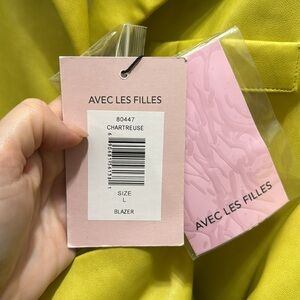 AVEC LES FILLES
80447
CHARTREUSE
SIZE
L
BLAZER
AVEC LES FILLES